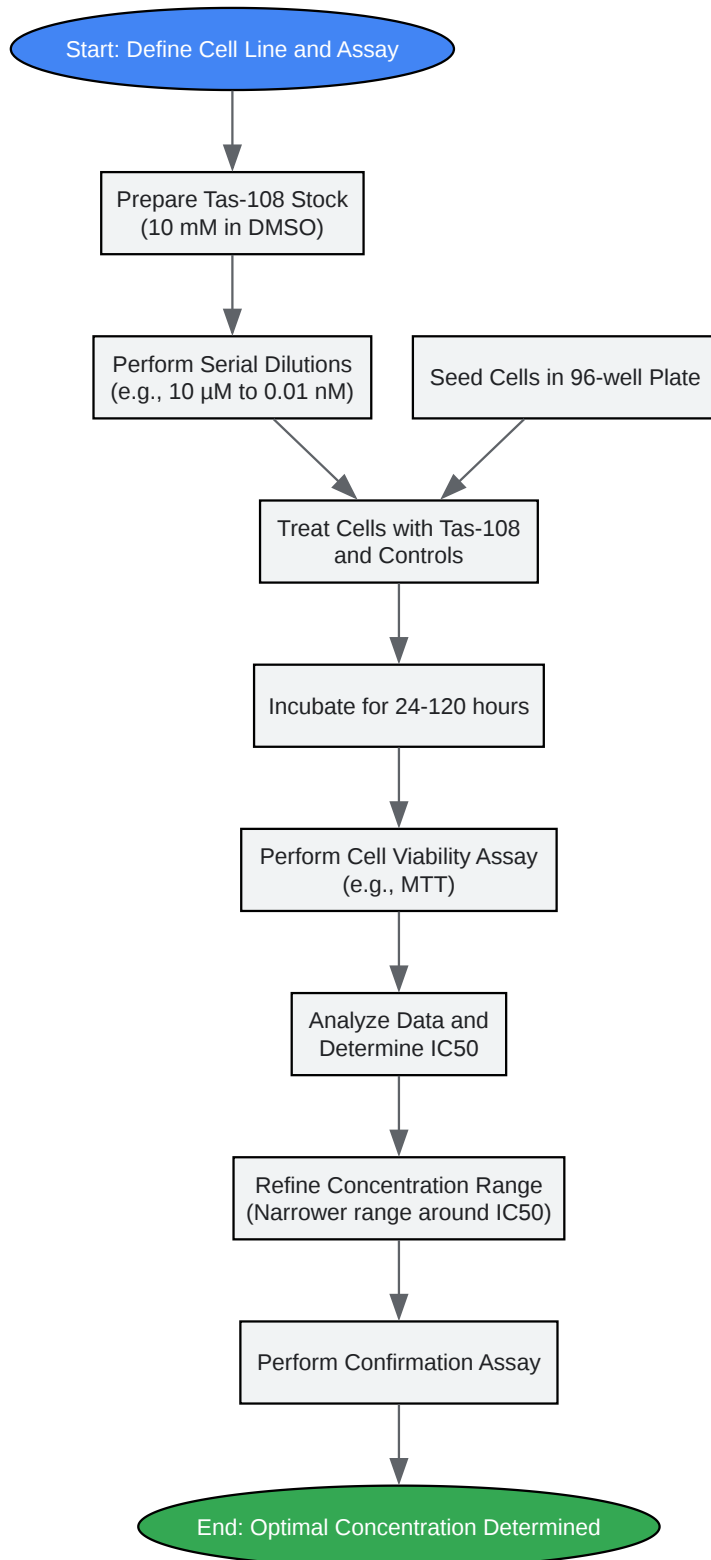 Start: Define Cell Line and Assay
Prepare Tas-108 Stock
(10 mM in DMSO)
Perform Serial Dilutions
(e.g., 10 µM to 0.01 nM)
Seed Cells in 96-well Plate
Treat Cells with Tas-108
and Controls
Incubate for 24-120 hours
Perform Cell Viability Assay
(e.g., MTT)
Analyze Data and
Determine IC50
Refine Concentration Range
(Narrower range around IC50)
Perform Confirmation Assay
End: Optimal Concentration Determined